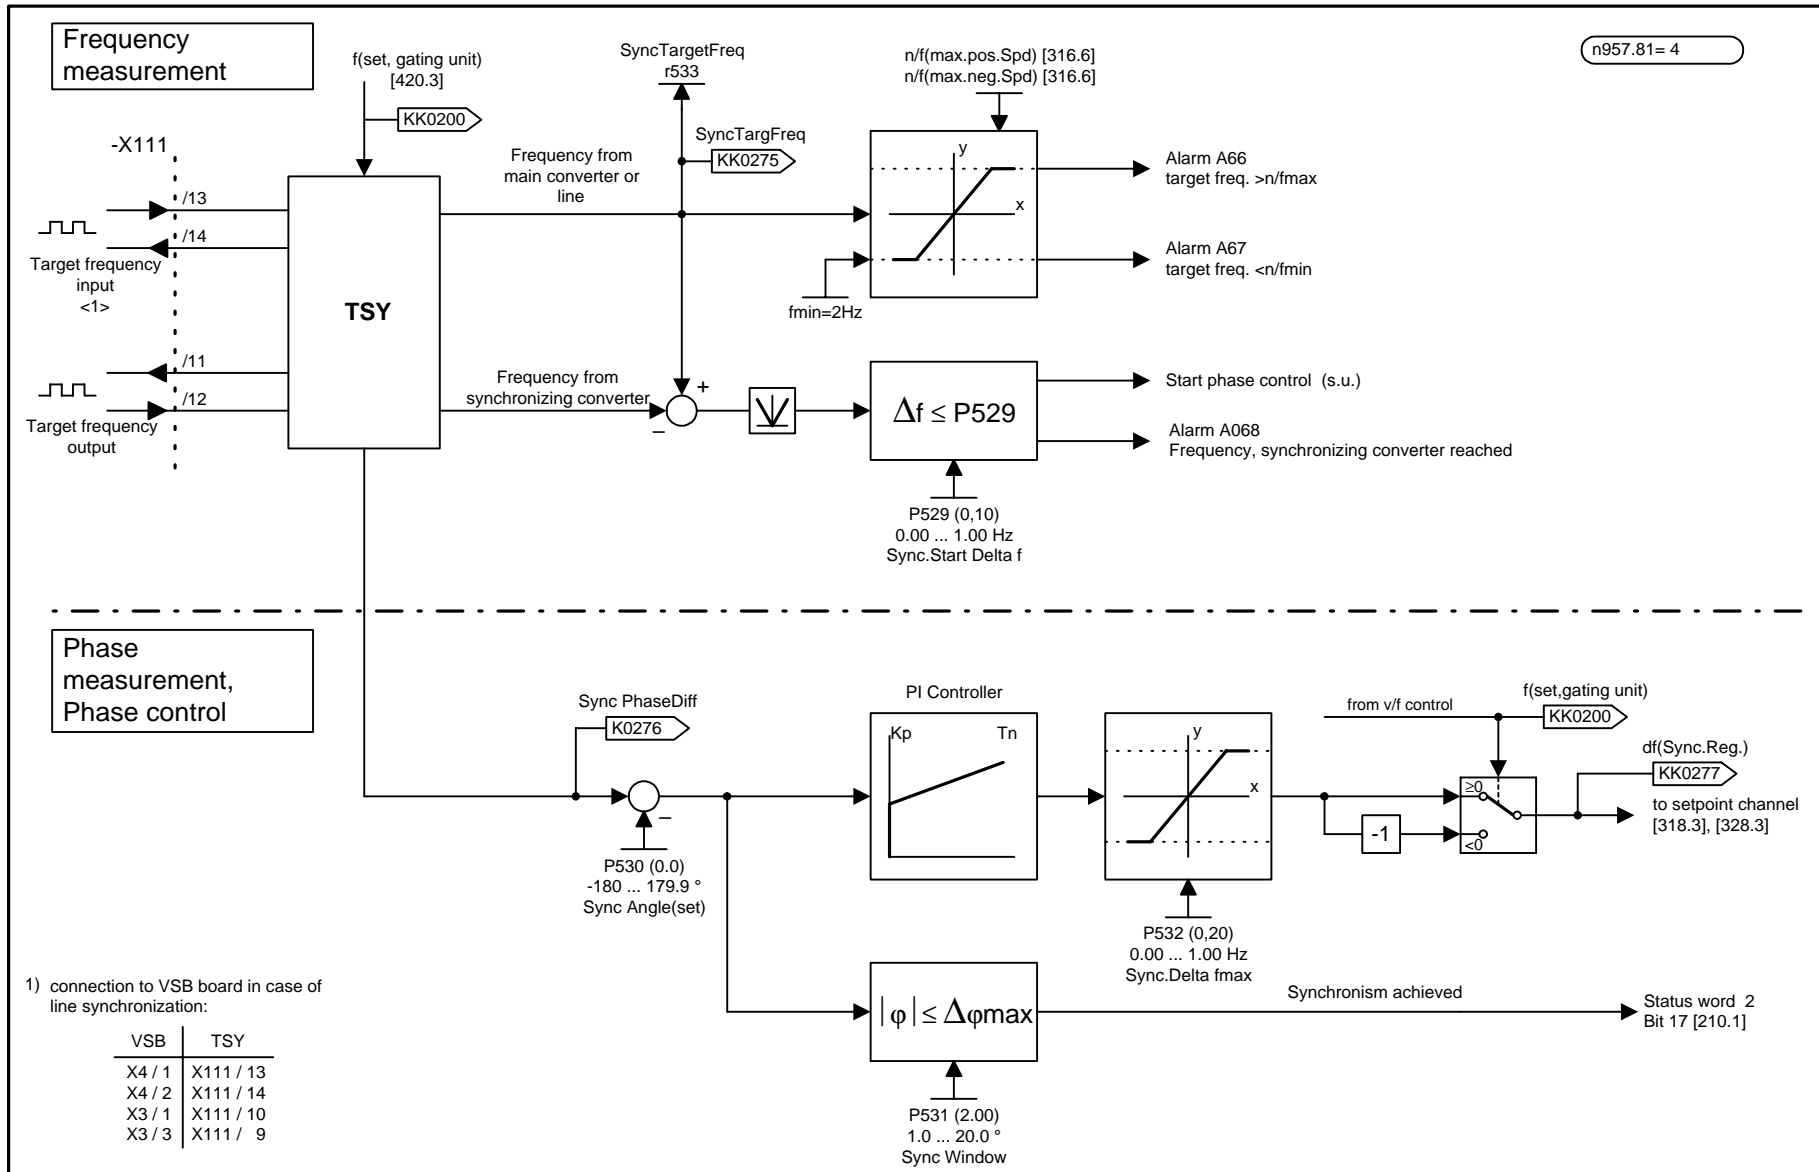 Frequency
measurement
f(set, gating unit)
[420.3]
KK0200
SyncTargetFreq
r533
SyncTargFreq
KK0275
n/f(max.pos.Spd) [316.6]
n/f(max.neg.Spd) [316.6]
n957.81= 4
-X111
/13
/14
Target frequency
input
<1>
/11
/12
Target frequency
output
TSY
Frequency from
main converter or
line
Frequency from
synchronizing converter
+
–
y
x
fmin=2Hz
Alarm A66
target freq. >n/fmax
Alarm A67
target freq. <n/fmin
Δf ≤ P529
Start phase control (s.u.)
Alarm A068
Frequency, synchronizing converter reached
P529 (0,10)
0.00 ... 1.00 Hz
Sync.Start Delta f
Phase
measurement,
Phase control
Sync PhaseDiff
K0276
–
P530 (0.0)
-180 ... 179.9 °
Sync Angle(set)
PI Controller
Kp Tn
y
x
P532 (0,20)
0.00 ... 1.00 Hz
Sync.Delta fmax
from v/f control
f(set,gating unit)
KK0200
df(Sync.Reg.)
KK0277
≥0
<0
-1
to setpoint channel
[318.3], [328.3]
|φ| ≤ Δφmax
Synchronism achieved
Status word 2
Bit 17 [210.1]
P531 (2.00)
1.0 ... 20.0 °
Sync Window
1) connection to VSB board in case of
line synchronization:
VSB TSY
X4 / 1 X111 / 13
X4 / 2 X111 / 14
X3 / 1 X111 / 10
X3 / 3 X111 / 9